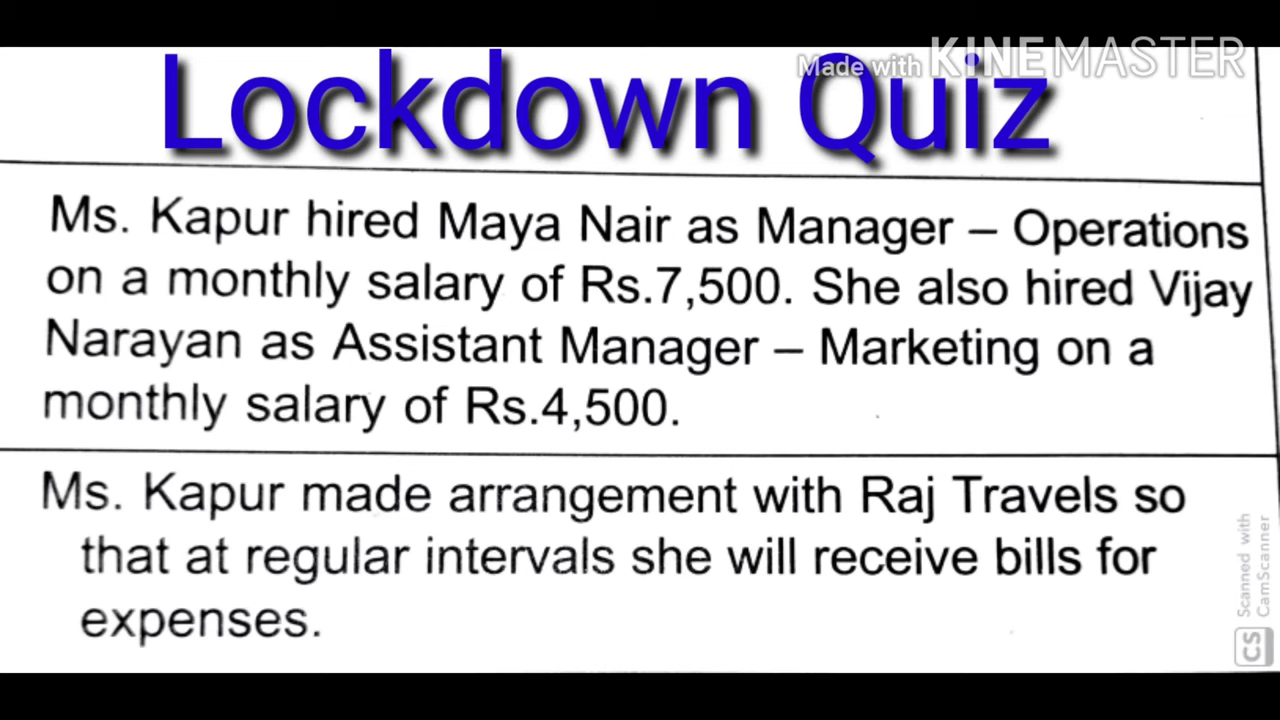 Made with KINEMASTER
Lockdown Quiz
Ms. Kapur hired Maya Nair as Manager – Operations
on a monthly salary of Rs.7,500. She also hired Vijay
Narayan as Assistant Manager – Marketing on a
monthly salary of Rs.4,500.
Ms. Kapur made arrangement with Raj Travels so
that at regular intervals she will receive bills for
expenses.
CS
Scanned with
CamScanner